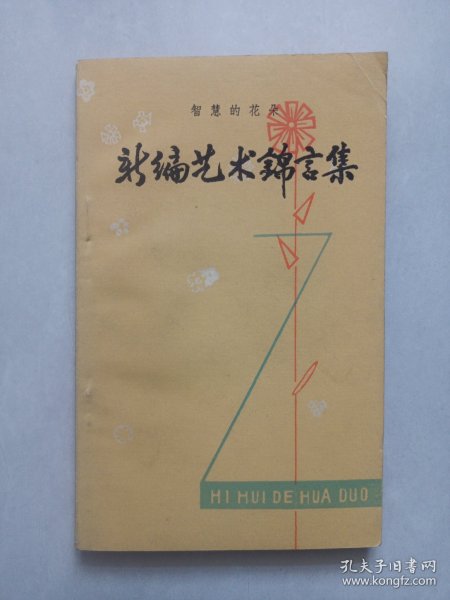 智慧的花朵
新编艺术錦言集
HI HUI DE HUA DUO
孔夫子旧书网
www.kongfz.com